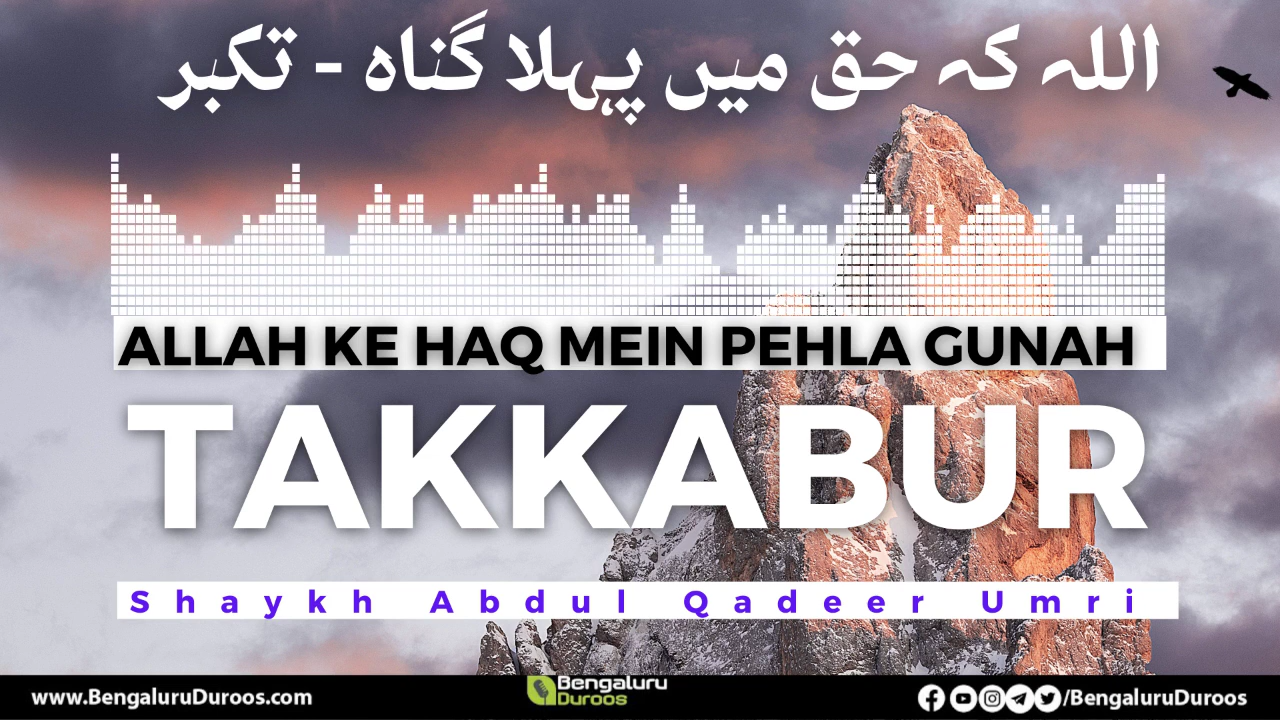 اللہ کہ حق میں پہلا گناہ - تکبر
ALLAH KE HAQ MEIN PEHLA GUNAH
TAKKABUR
Shaykh Abdul Qadeer Umri
www.BengaluruDuroos.com
Bengaluru
Duroos
/BengaluruDuroos